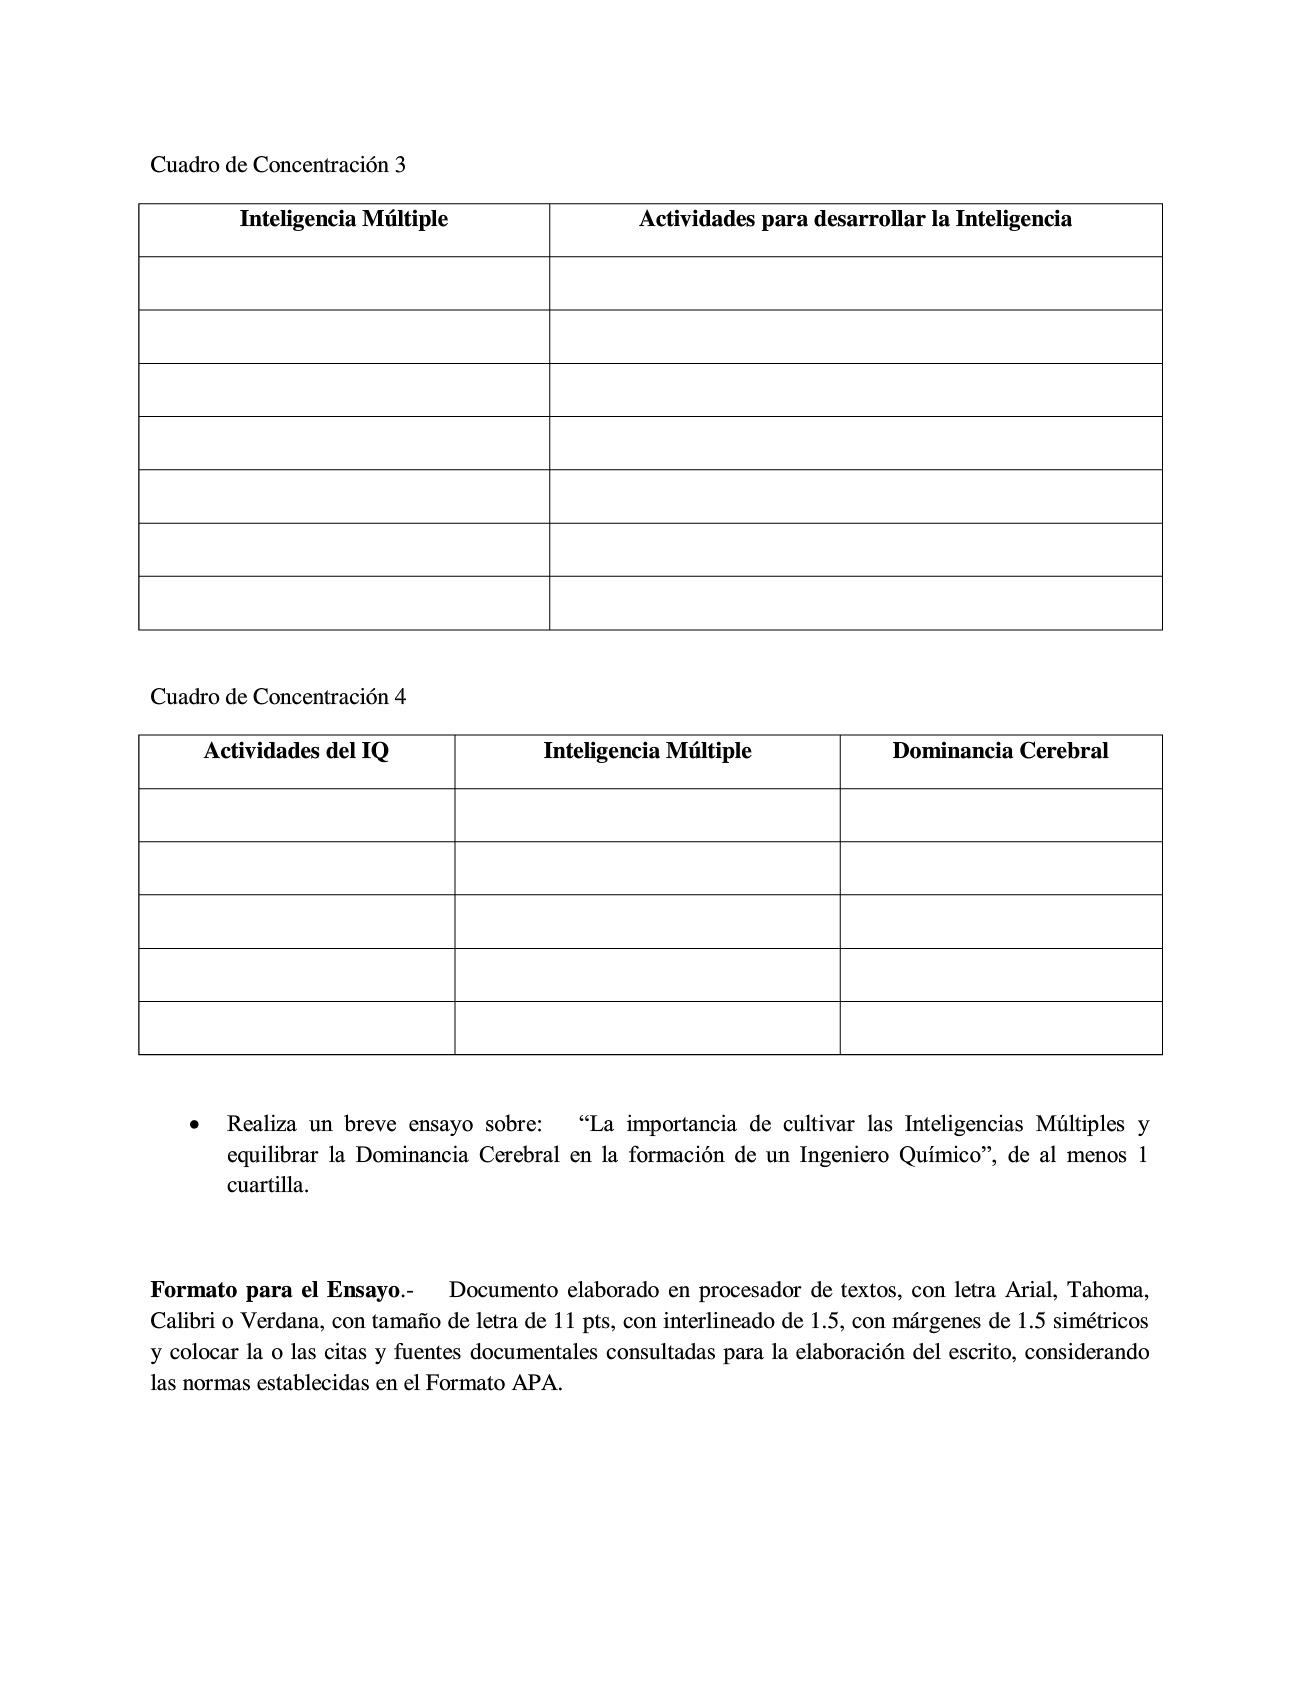 Cuadro de Concentración 3
Inteligencia Múltiple Actividades para desarrollar la Inteligencia
Cuadro de Concentración 4
Actividades del IQ Inteligencia Múltiple Dominancia Cerebral
• Realiza un breve ensayo sobre: “La importancia de cultivar las Inteligencias Múltiples y
equilibrar la Dominancia Cerebral en la formación de un Ingeniero Químico”, de al menos 1
cuartilla.
Formato para el Ensayo.- Documento elaborado en procesador de textos, con letra Arial, Tahoma,
Calibri o Verdana, con tamaño de letra de 11 pts, con interlineado de 1.5, con márgenes de 1.5 simétricos
y colocar la o las citas y fuentes documentales consultadas para la elaboración del escrito, considerando
las normas establecidas en el Formato APA.